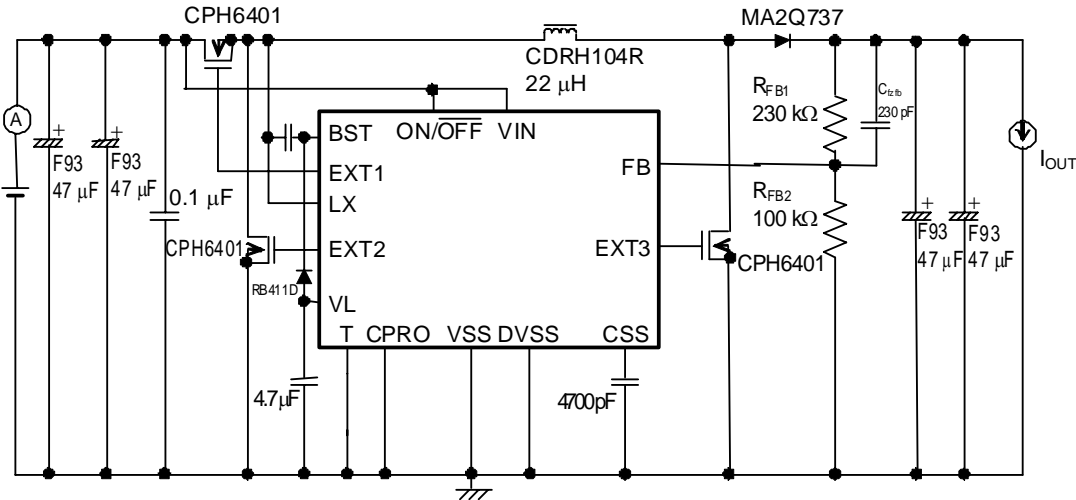 CPH6401
MA2Q737
CDRH104R
22 μH
A
+
F93
47 μF
+
F93
47 μF
0.1 μF
BST
ON/OFF
VIN
EXT1
LX
EXT2
VL
FB
EXT3
T
CPRO
VSS
DVSS
CSS
CPH6401
RB411D
4.7μF
4700pF
RFB1
230 kΩ
Cfzfb
230 pF
RFB2
100 kΩ
CPH6401
+
F93
47 μF
+
F93
47 μF
IOUT